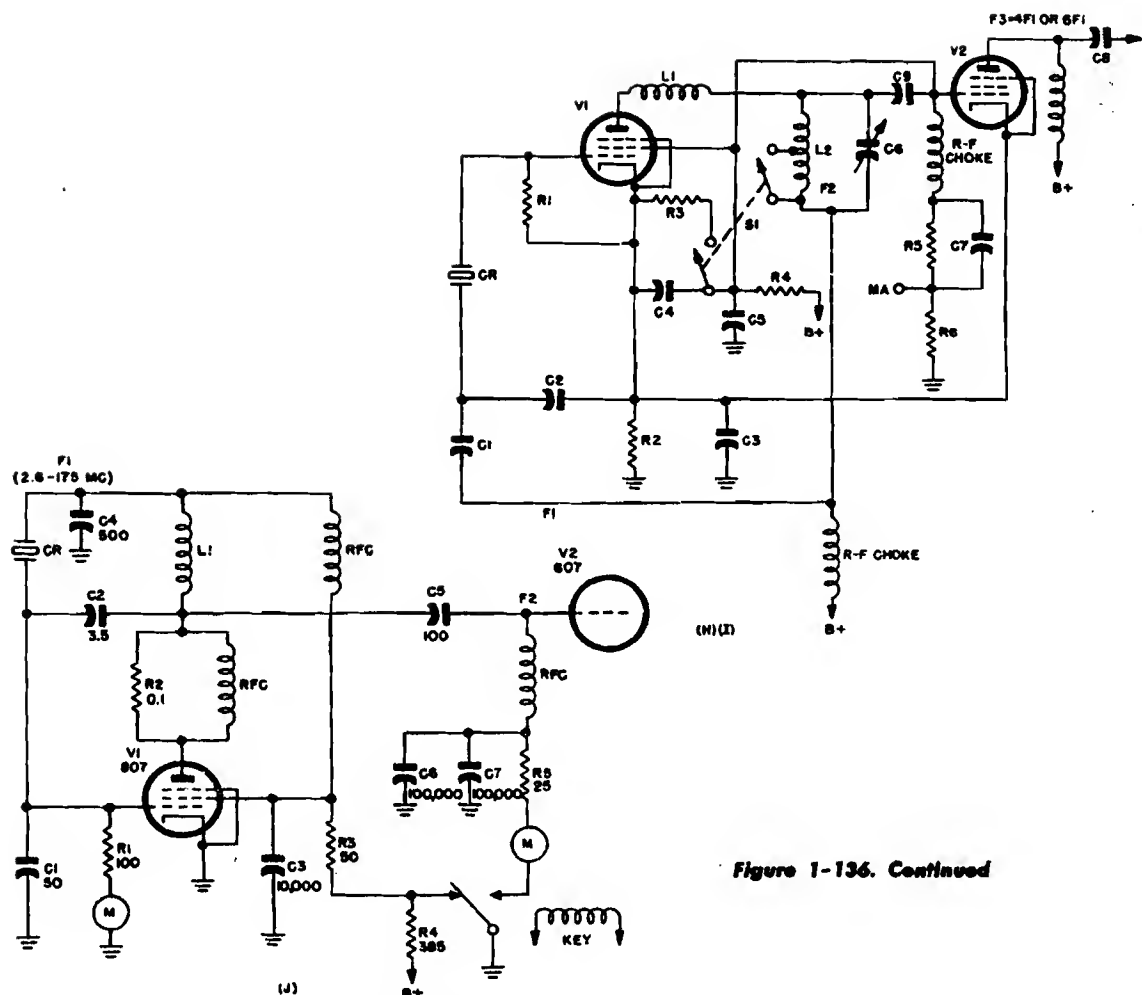 F3=4F1 OR 6F1
V2
C8
L1
C9
V1
L2
C6
R-F
CHOKE
B+
R1
F2
R3
S1
R5
C7
CR
R4
MA
C4
C5
B+
R6
C2
C1
R2
C3
F1
F1
(2.6-175 MC)
C4
500
CR
L1
RFC
R-F CHOKE
V2
807
C2
3.5
C5
100
F2
(H)(I)
B+
R2
0.1
RFC
RFC
V1
807
C6
100,000
C7
100,000
R5
25
R1
100
R3
50
M
C1
50
C3
10,000
Figure 1-136. Continued
M
R4
385
KEY
(J)
B+